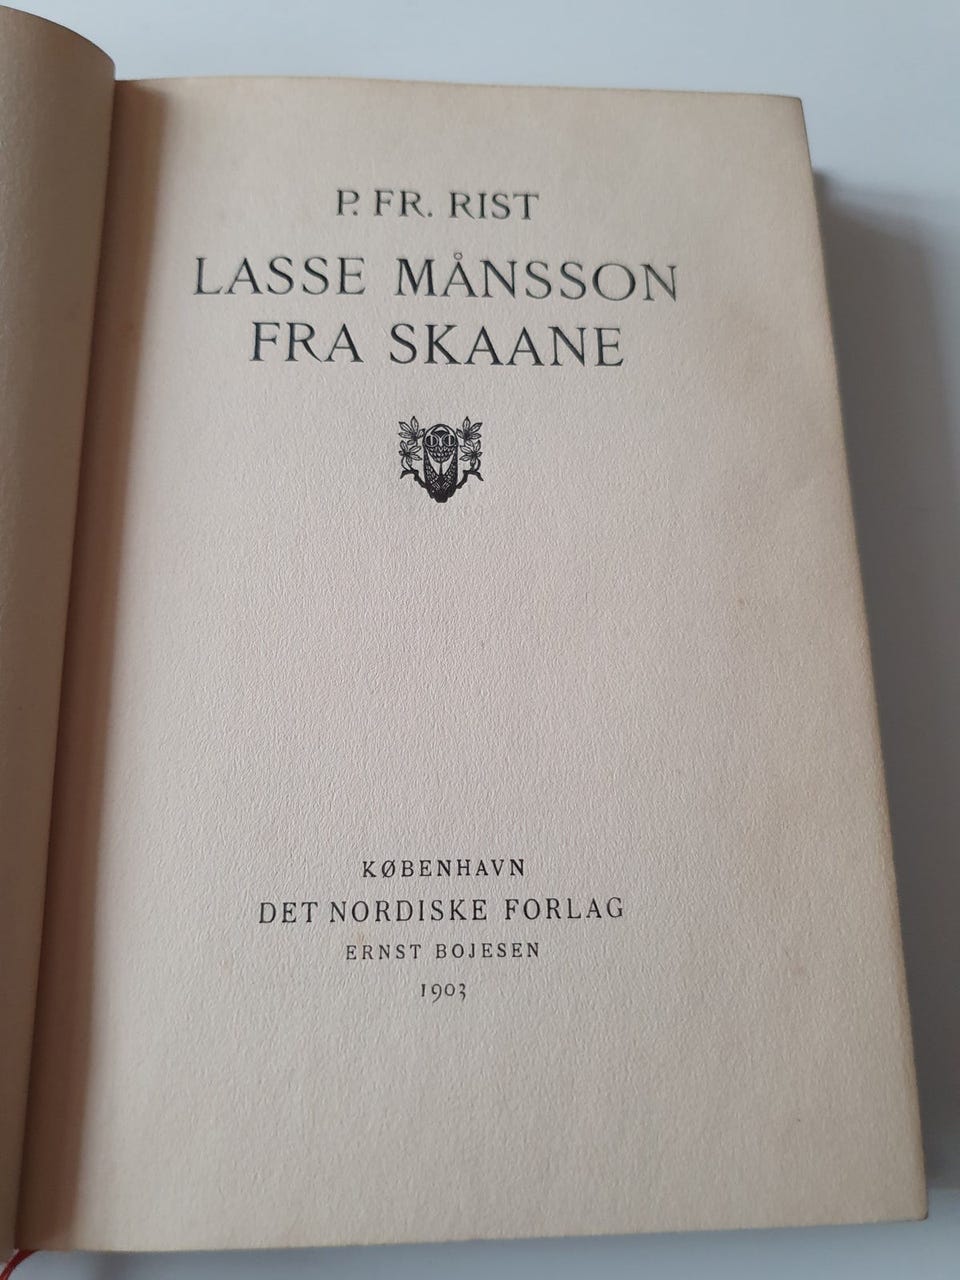 P. FR. RIST
LASSE MÅNSSON
FRA SKAANE
KØBENHAVN
DET NORDISKE FORLAG
ERNST BOJESEN
1903